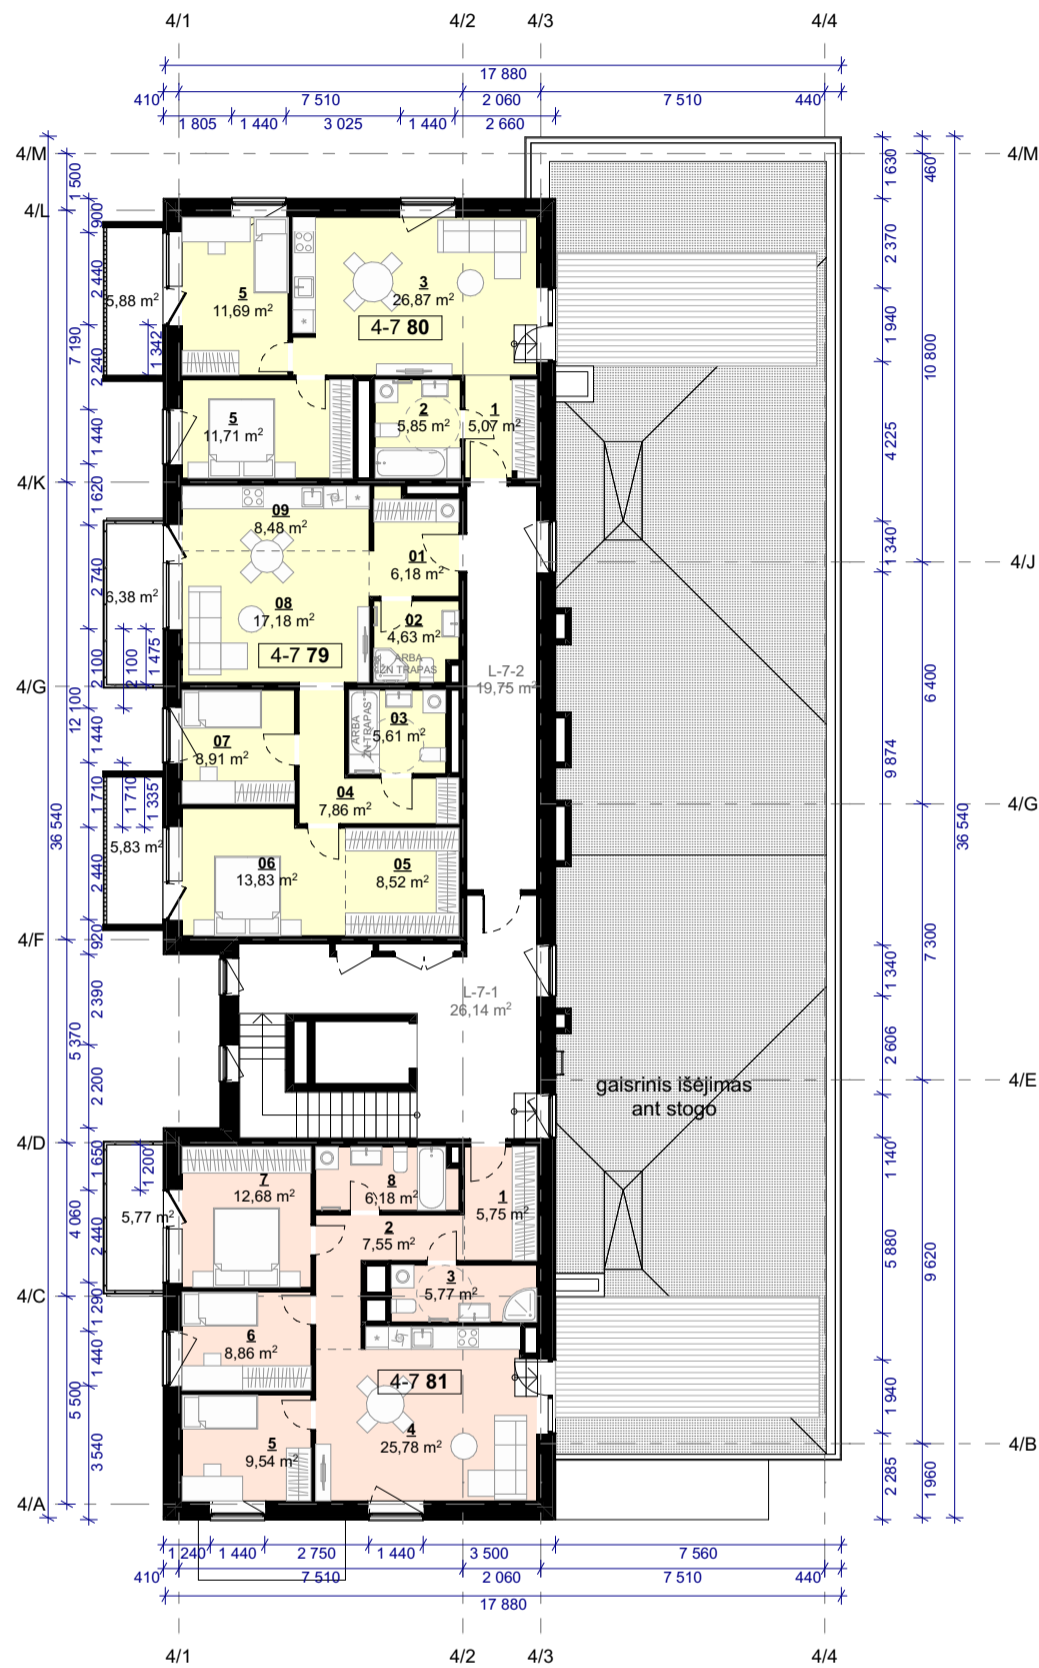 4/1 4/2 4/3 4/4
17 880
410 7 510 2 060 7 510 440
1 805 1 440 3 025 1 440 2 660
4/M 4/M
4/L
4/K
4/J
4/G
4/G
4/F
4/E
4/D
4/C
4/B
4/A
36 540
1 500
7 190
12 100
5 370
4 060
5 500
900
2 440
2 240
1 342
1 440
1 620
2 740
2 100
2 100
1 475
1 440
1 710
1 710
1 335
2 440
920
2 390
2 200
1 650
1 200
2 440
1 290
1 440
3 540
5,88 m²
5
11,69 m²
3
26,87 m²
4-7 80
5
11,71 m²
2
5,85 m²
1
5,07 m²
09
8,48 m²
01
6,18 m²
6,38 m²
08
17,18 m²
02
4,63 m²
4-7 79
ARBA
ŽN TRAPAS
L-7-2
19,75 m²
07
8,91 m²
03
5,61 m²
ARBA
ŽN TRAPAS
04
7,86 m²
5,83 m²
06
13,83 m²
05
8,52 m²
L-7-1
26,14 m²
gaisrinis išėjimas
ant stogo
7
12,68 m²
8
6,18 m²
1
5,75 m²
5,77 m²
2
7,55 m²
3
5,77 m²
6
8,86 m²
4-7 81
4
25,78 m²
5
9,54 m²
1 630
2 370
1 940
4 225
1 340
9 874
1 340
2 606
1 140
5 880
1 940
2 285
460
10 800
6 400
7 300
9 620
1 960
36 540
1 240 1 440 2 750 1 440 3 500 7 560
410 7 510 2 060 7 510 440
17 880
4/1 4/2 4/3 4/4